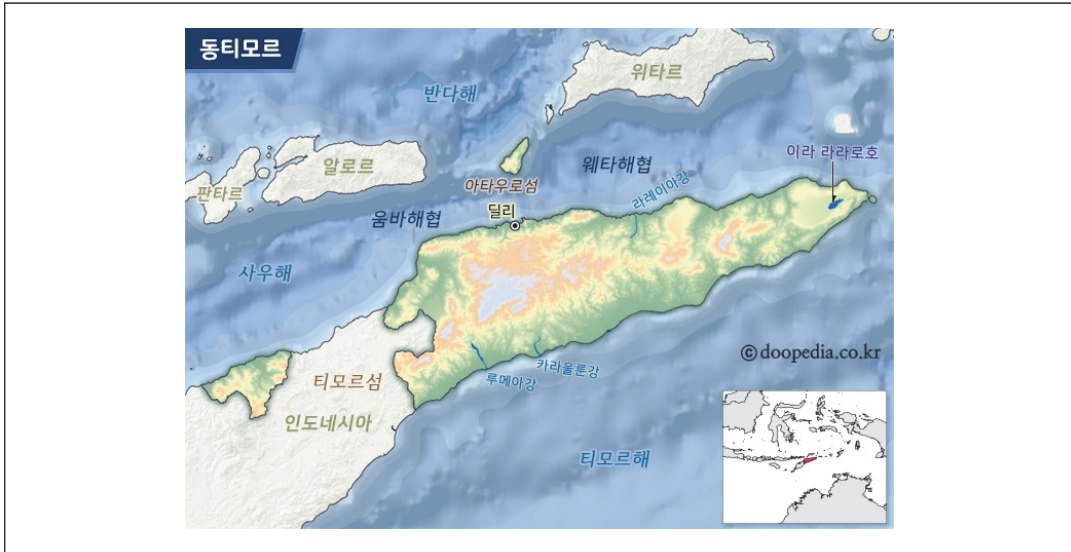 동티모르
위타르
반다해
이라 라라로호
웨타해협
알로르
판타르
아타우로섬
라레이아강
딜리
움바해협
사우해
©doopedia.co.kr
카라울룬강
루메아강
티모르섬
인도네시아
티모르해